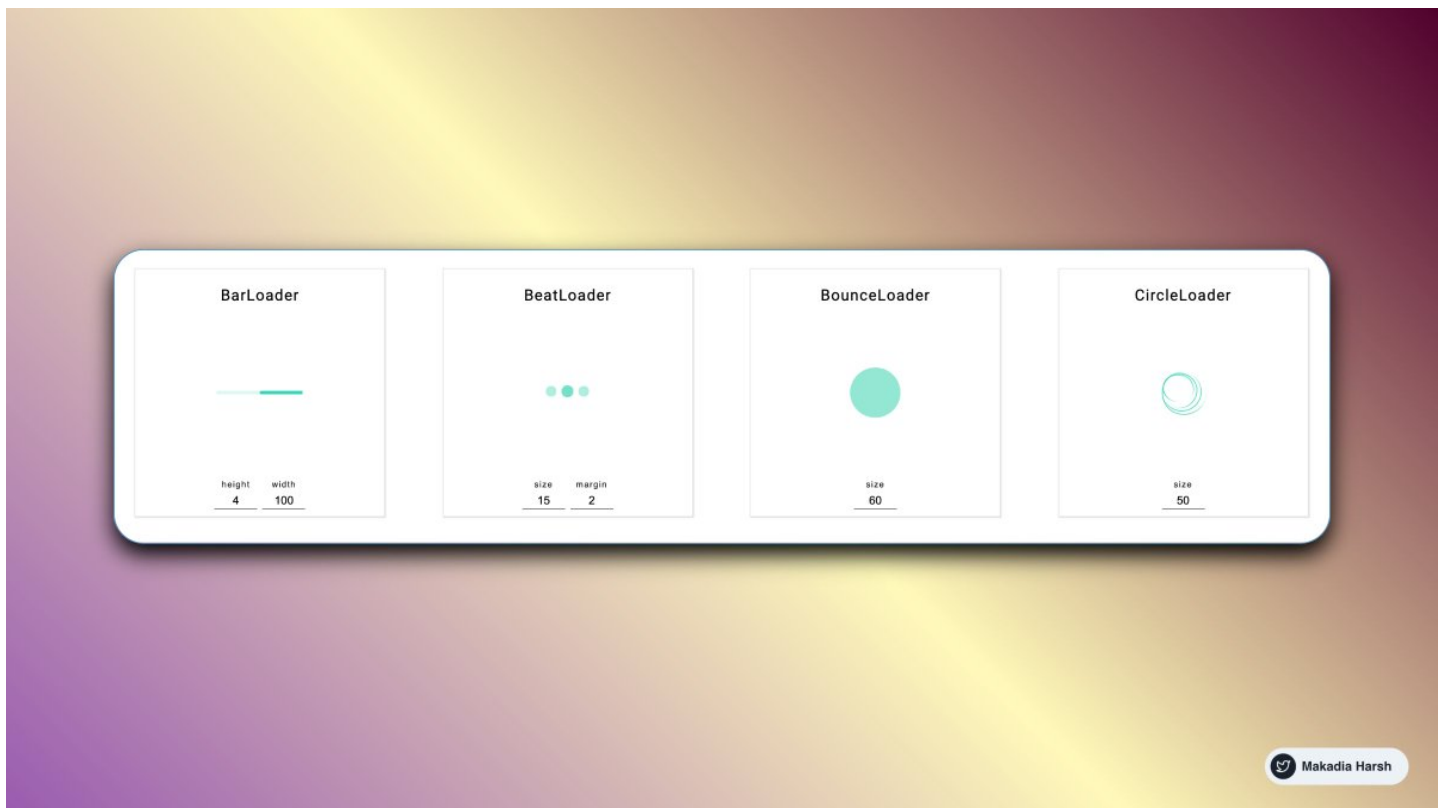 BarLoader
height width
4 100
BeatLoader
size margin
15 2
BounceLoader
size
60
CircleLoader
size
50
Makadia Harsh